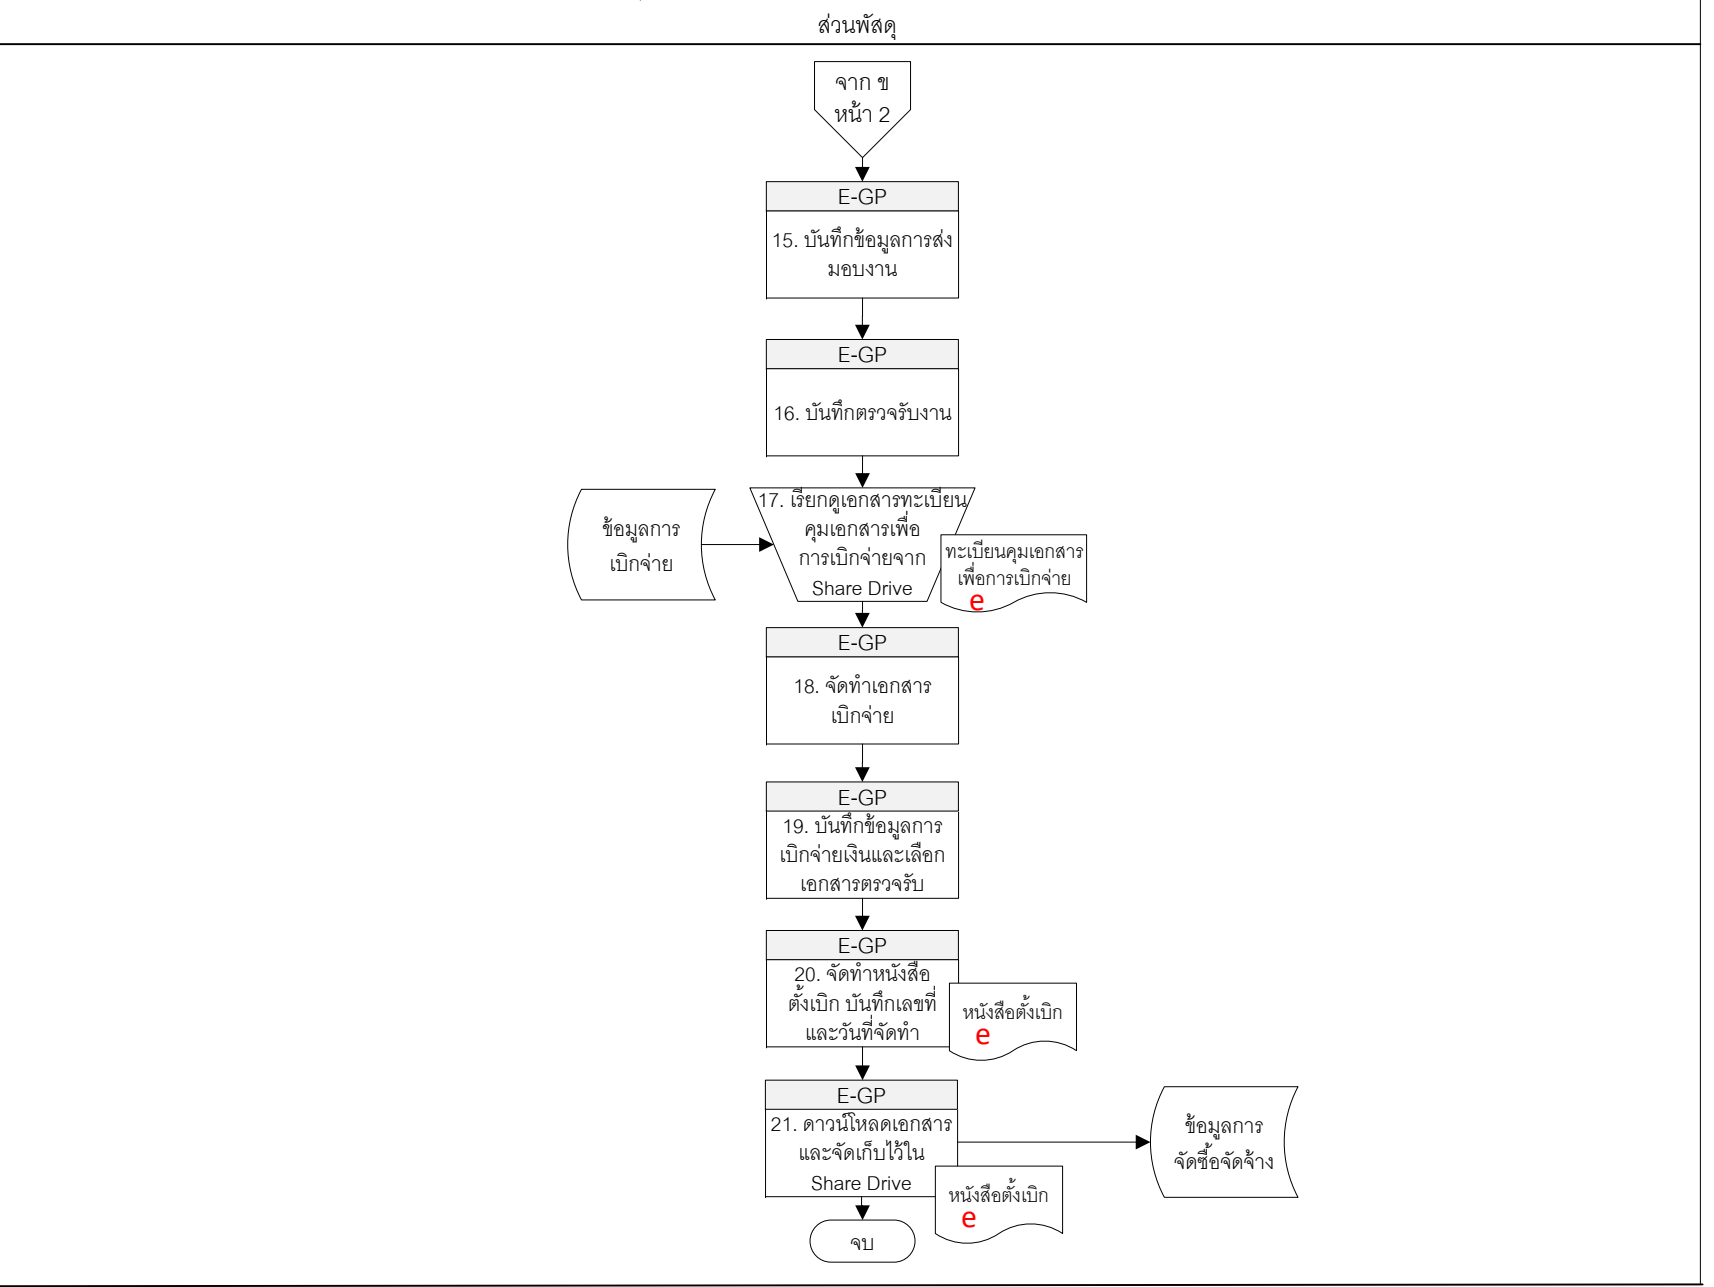 ส่วนพัสดุ
จาก ข
หน้า 2
E-GP
15. บันทึกข้อมูลการส่ง
มอบงาน
E-GP
16. บันทึกตรวจรับงาน
ข้อมูลการ
เบิกจ่าย
17. เรียกดูเอกสารทะเบียน
คุมเอกสารเพื่อ
การเบิกจ่ายจาก
Share Drive
ทะเบียนคุมเอกสาร
เพื่อการเบิกจ่าย
e
E-GP
18. จัดทำเอกสาร
เบิกจ่าย
E-GP
19. บันทึกข้อมูลการ
เบิกจ่ายเงินและเลือก
เอกสารตรวจรับ
E-GP
20. จัดทำหนังสือ
ตั้งเบิก บันทึกเลขที่
และวันที่จัดทำ
หนังสือตั้งเบิก
e
E-GP
21. ดาวน์โหลดเอกสาร
และจัดเก็บไว้ใน
Share Drive
หนังสือตั้งเบิก
e
ข้อมูลการ
จัดซื้อจัดจ้าง
จบ